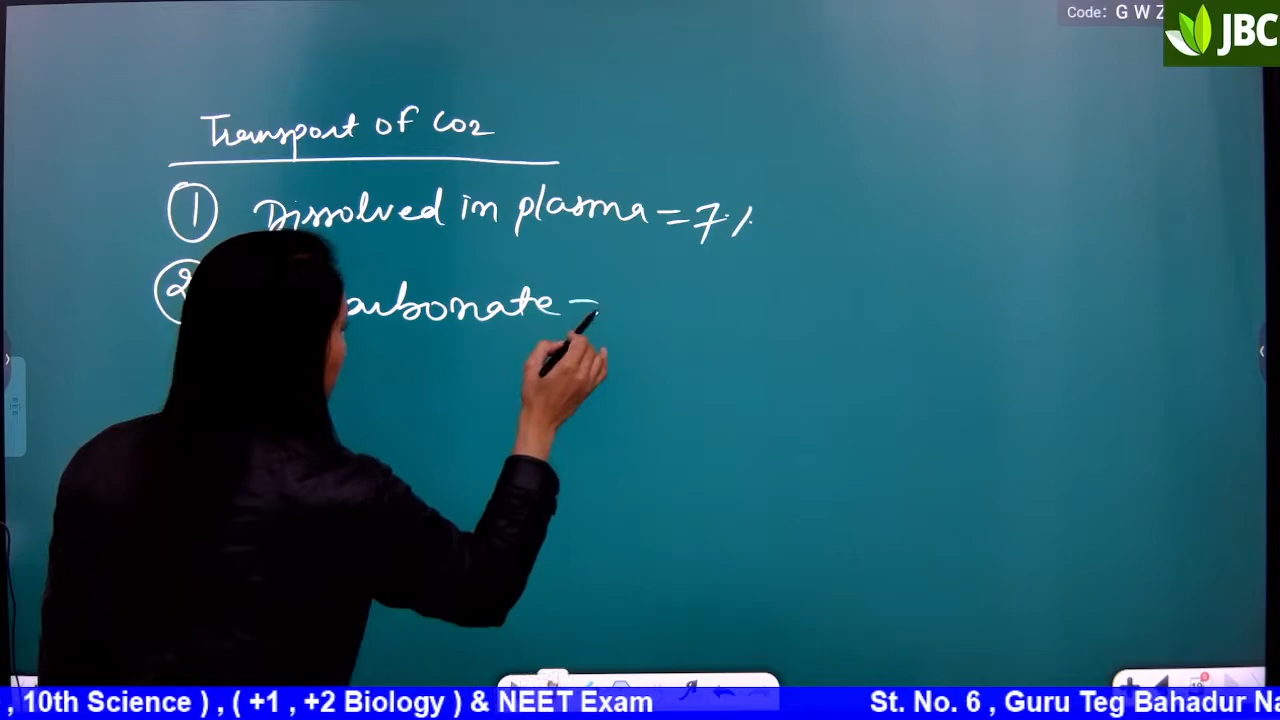 Code: G W Z
JBC
Transport of CO2
1 Dissolved in plasma = 7%
2 arbonate =
, 10th Science ) , ( +1 , +2 Biology ) & NEET Exam St. No. 6 , Guru Teg Bahadur Na